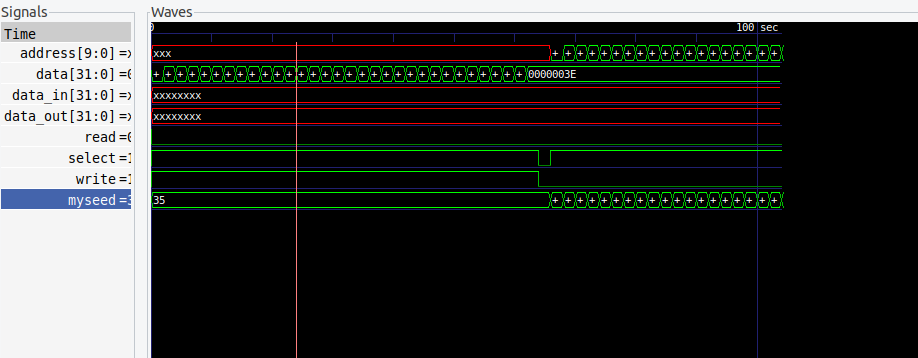 Signals
Waves
Time
0
100 sec
address[9:0] =x
xxx
+ + + + + + + + + + + + + + + + + + +
data[31:0] =0
+ + + + + + + + + + + + + + + + + + + + + + + + + + + + + + + 0000003E
data_in[31:0] =x
xxxxxxxx
data_out[31:0] =x
xxxxxxxx
read =0
select =1
write =1
myseed =3
35
+ + + + + + + + + + + + + + + + + + +